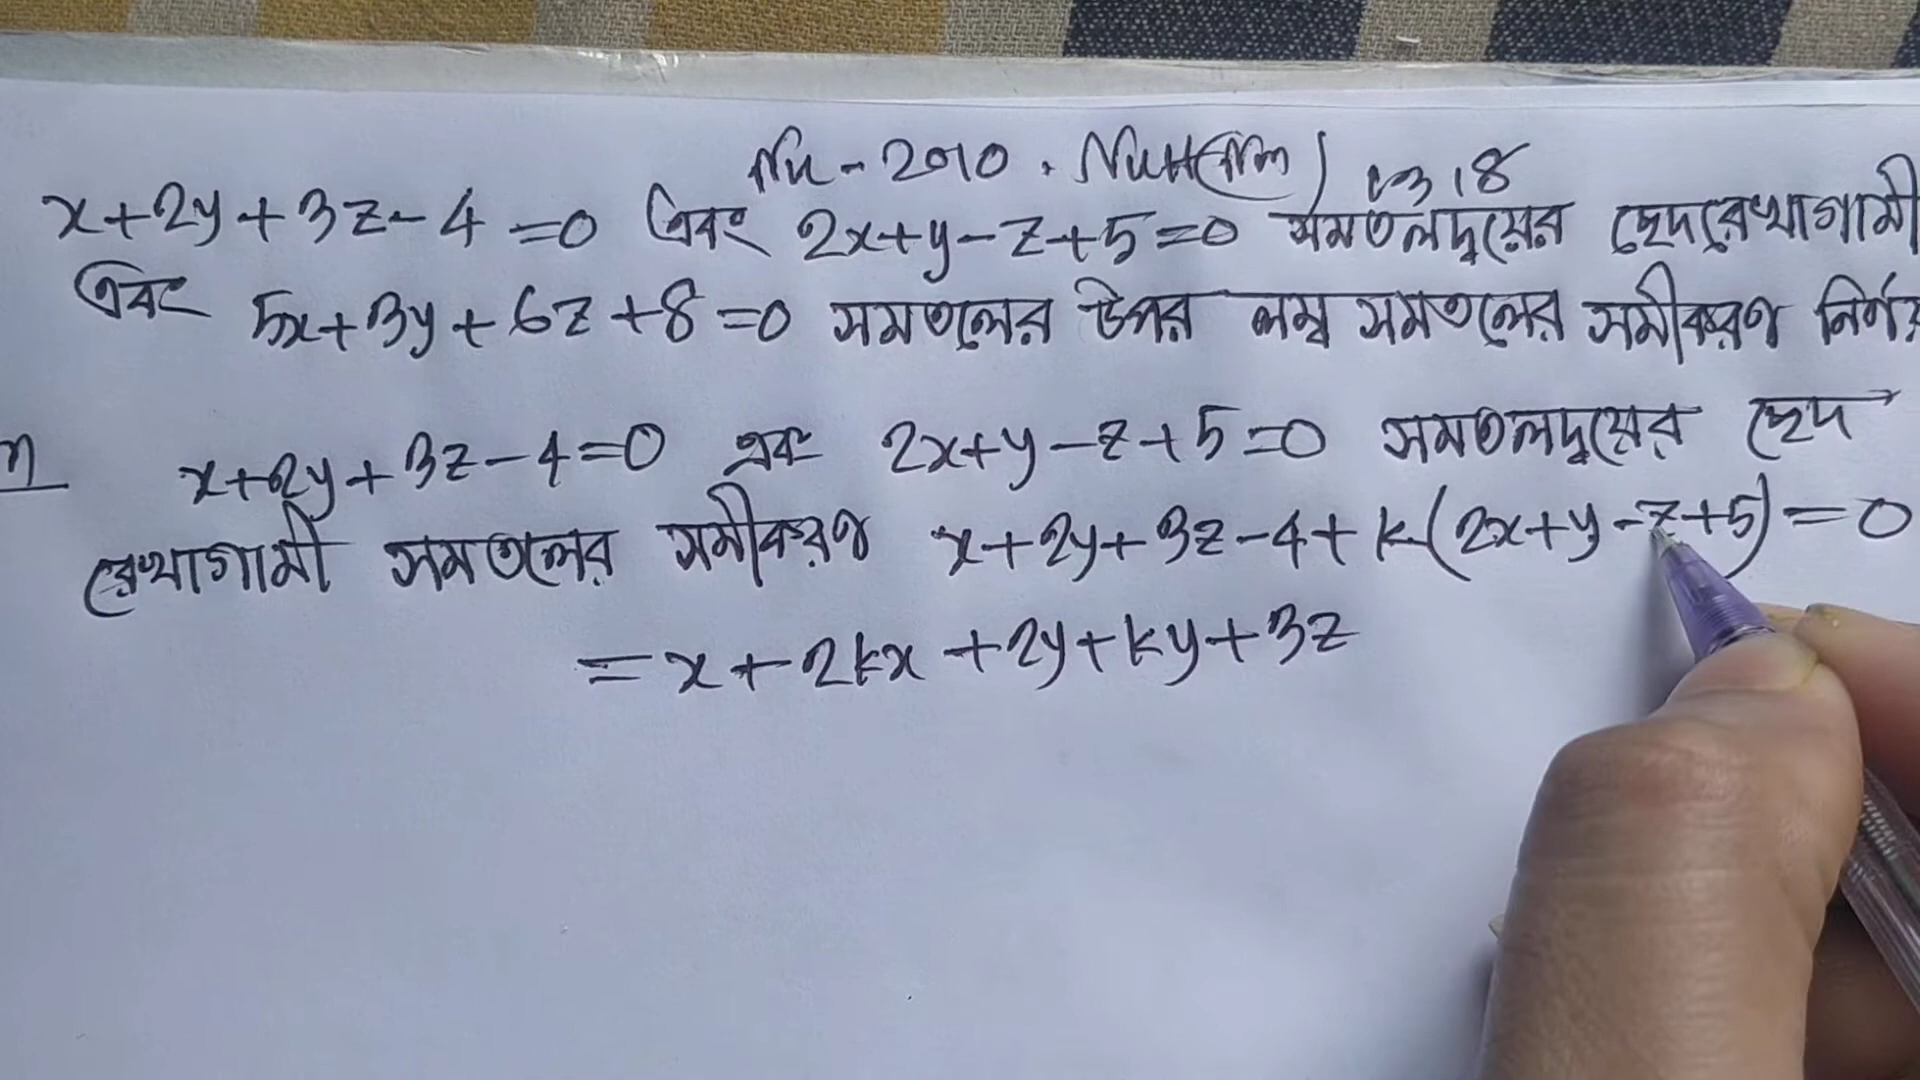 Nu - 2010 . NUH(NM) 18
x+2y+3z-4=0 এবং 2x+y-z+5=0 সমতলদ্বয়ের ছেদরেখাগামী
এবং 5x+3y+6z+8=0 সমতলের উপর লম্ব সমতলের সমীকরণ নির্ণয়
x+2y+3z-4=0 এবং 2x+y-z+5=0 সমতলদ্বয়ের ছেদ
রেখাগামী সমতলের সমীকরণ x+2y+3z-4+k(2x+y-z+5)=0
=x+2kx+2y+ky+3z